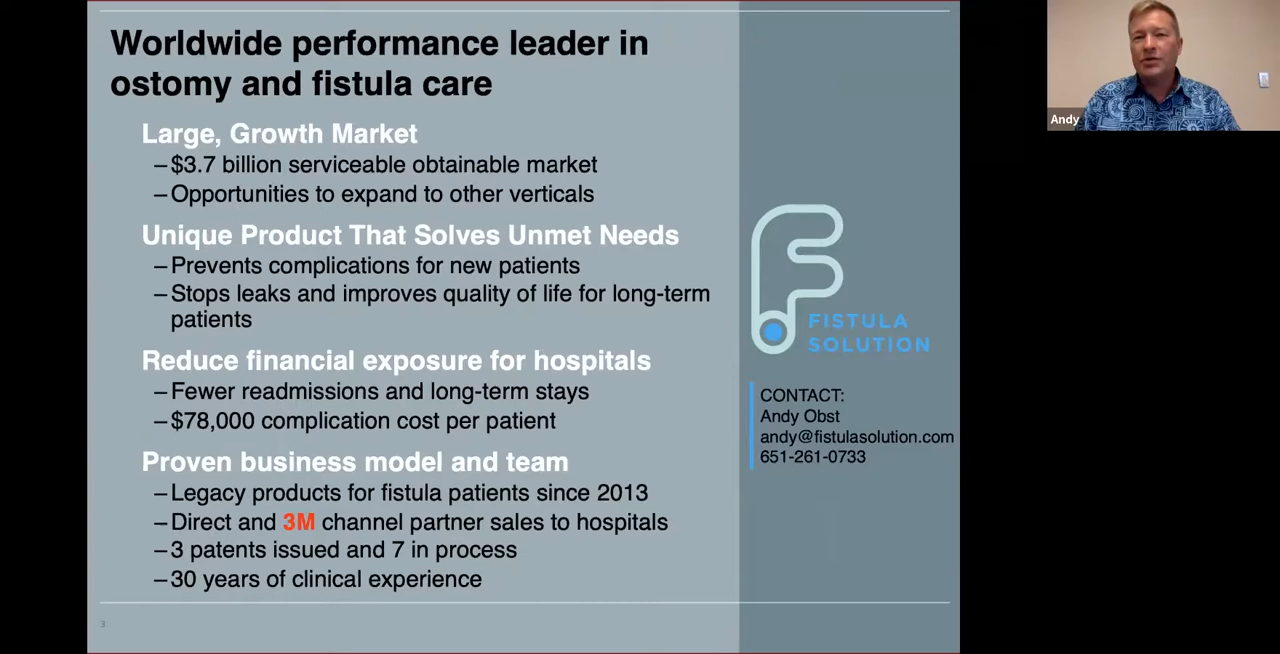 Worldwide performance leader in
ostomy and fistula care
Large, Growth Market
–$3.7 billion serviceable obtainable market
–Opportunities to expand to other verticals
Unique Product That Solves Unmet Needs
–Prevents complications for new patients
–Stops leaks and improves quality of life for long-term
patients
Reduce financial exposure for hospitals
–Fewer readmissions and long-term stays
–$78,000 complication cost per patient
Proven business model and team
–Legacy products for fistula patients since 2013
–Direct and 3M channel partner sales to hospitals
–3 patents issued and 7 in process
–30 years of clinical experience
3
FISTULA
SOLUTION
CONTACT:
Andy Obst
andy@fistulasolution.com
651-261-0733
Andy